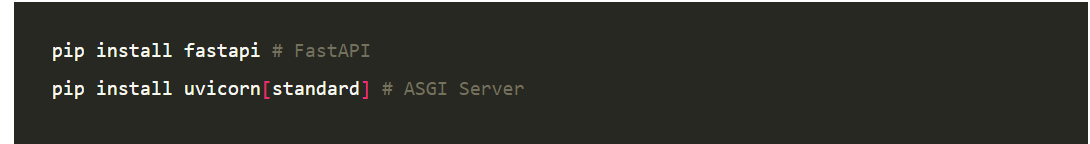 pip install fastapi # FastAPI
pip install uvicorn[standard] # ASGI Server